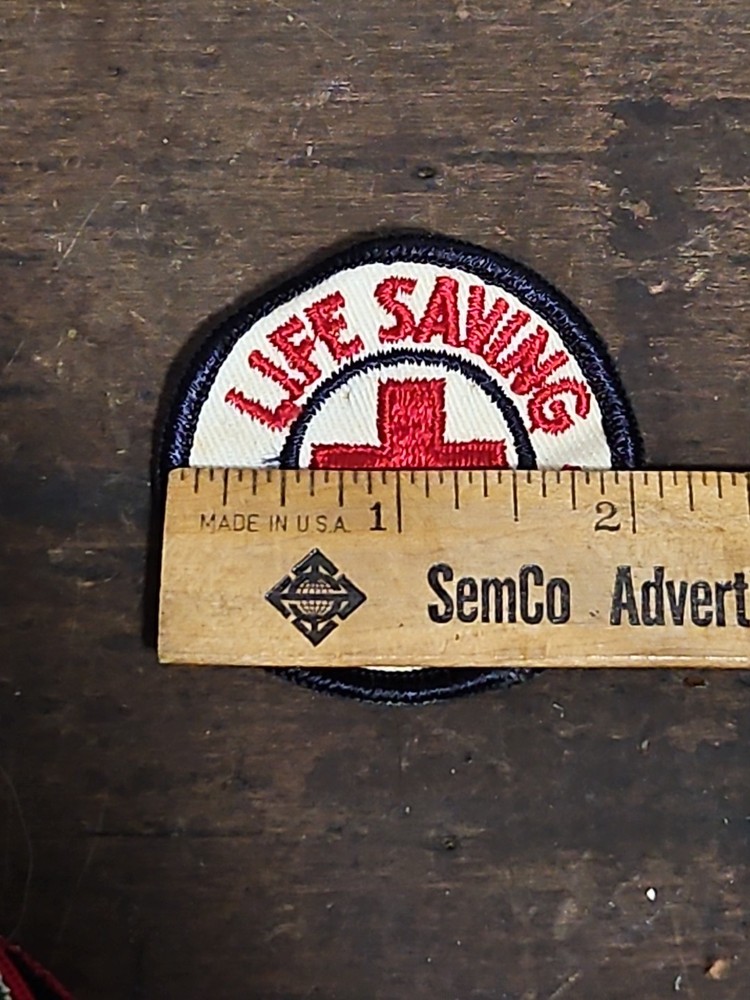 LIFE SAVING
MADE IN U.S.A. 1 2
SemCo Advert